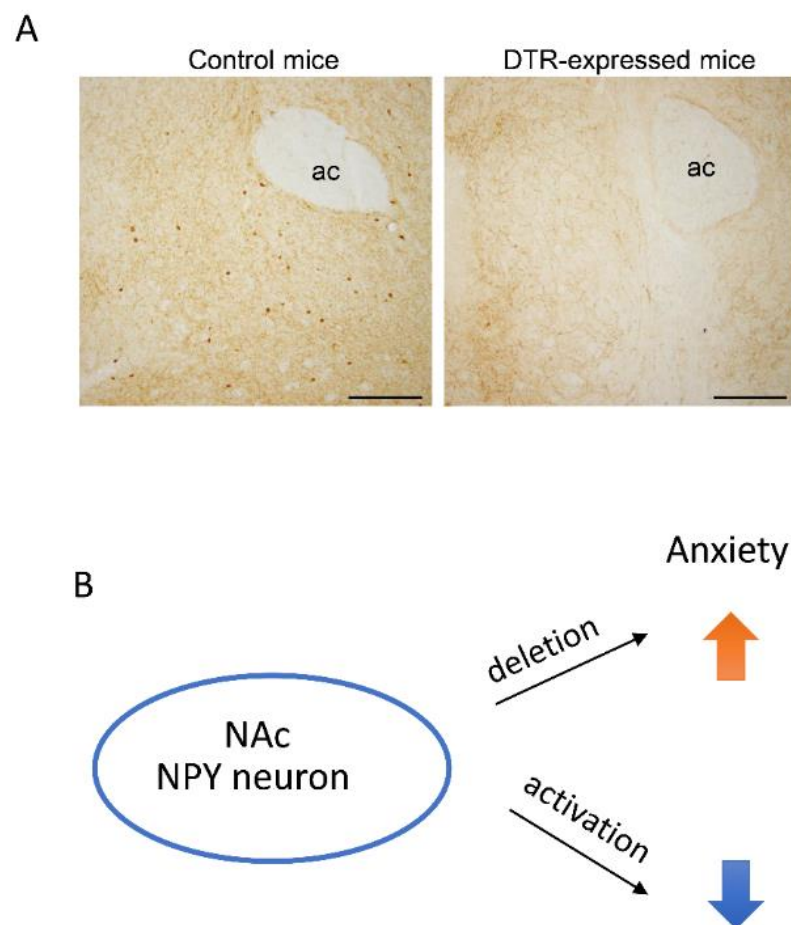 A
Control mice
DTR-expressed mice
ac
ac
B
Anxiety
deletion
NAc
NPY neuron
activation